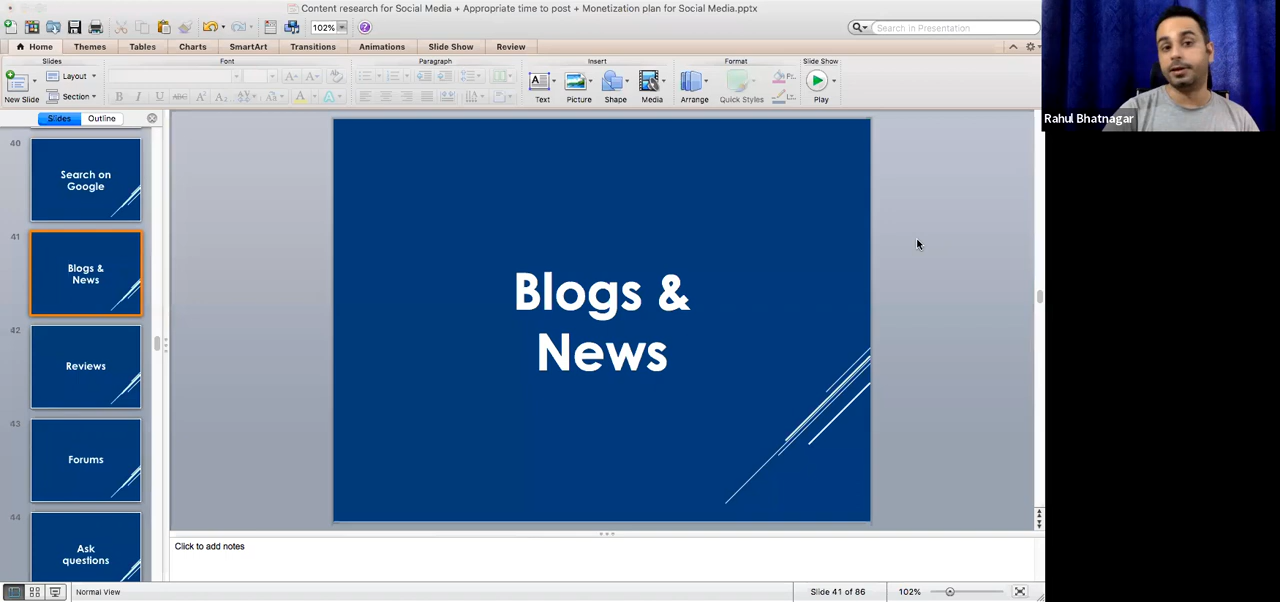 Content research for Social Media + Appropriate time to post + Monetization plan for Social Media.pptx
102%
Search in Presentation
Home
Themes
Tables
Charts
SmartArt
Transitions
Animations
Slide Show
Review
Slides
Font
Paragraph
Insert
Format
Slide Show
New Slide
Layout
Section
Text
Picture
Shape
Media
Arrange
Quick Styles
Play
Slides
Outline
40
Search on
Google
41
Blogs &
News
42
Reviews
43
Forums
44
Ask
questions
Blogs &
News
Click to add notes
Normal View
Slide 41 of 86
102%
Rahul Bhatnagar